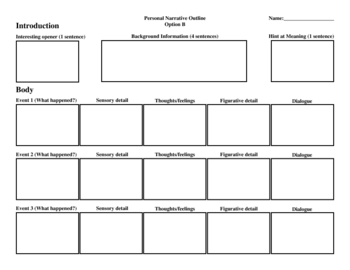 Personal Narrative Outline
Name:
Option B
Introduction
Interesting opener (1 sentence)
Background Information (4 sentences)
Hint at Meaning (1 sentence)
Body
Event 1 (What happened?)
Sensory detail
Thoughts/feelings
Figurative detail
Dialogue
Event 2 (What happened?)
Sensory detail
Thoughts/feelings
Figurative detail
Dialogue
Event 3 (What happened?)
Sensory detail
Thoughts/feelings
Figurative detail
Dialogue